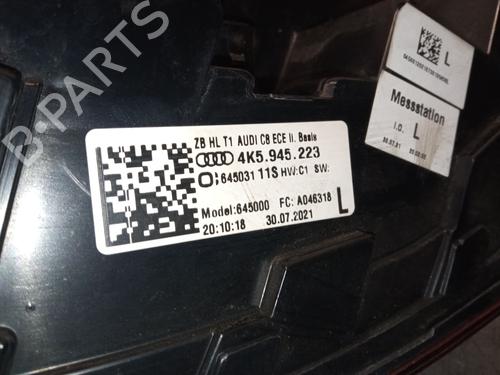 B-PARTS
L
Messstation
i.O. L
ZB HL T1 AUDI C8 ECE li. Basis
4K5.945.223
645031 11S HW:C1 SW:
Model:645000 FC: A046318
20:10:18 30.07.2021 L